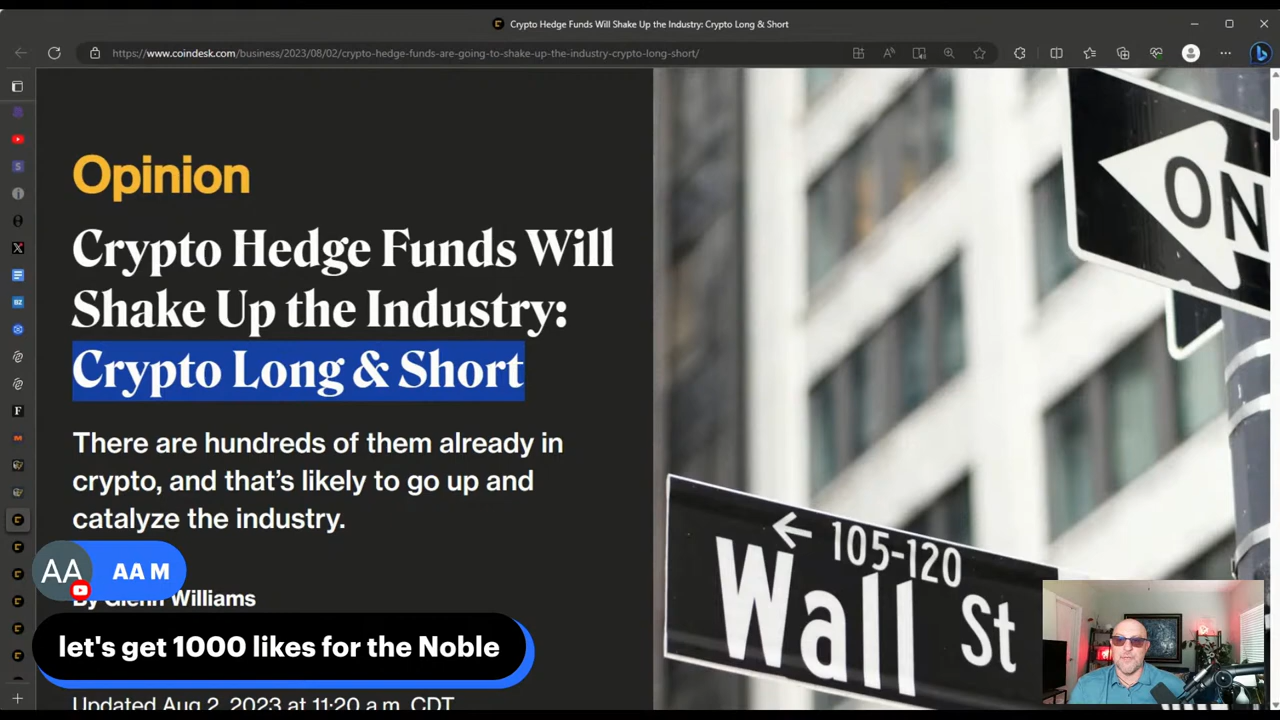 Crypto Hedge Funds Will Shake Up the Industry: Crypto Long & Short
https://www.coindesk.com/business/2023/08/02/crypto-hedge-funds-are-going-to-shake-up-the-industry-crypto-long-short/
Opinion
Crypto Hedge Funds Will
Shake Up the Industry:
Crypto Long & Short
There are hundreds of them already in
crypto, and that's likely to go up and
catalyze the industry.
AA
AA M
By Glenn Williams
let's get 1000 likes for the Noble
Updated Aug 2, 2023 at 11:20 a.m. CDT
ON
← 105-120
Wall St